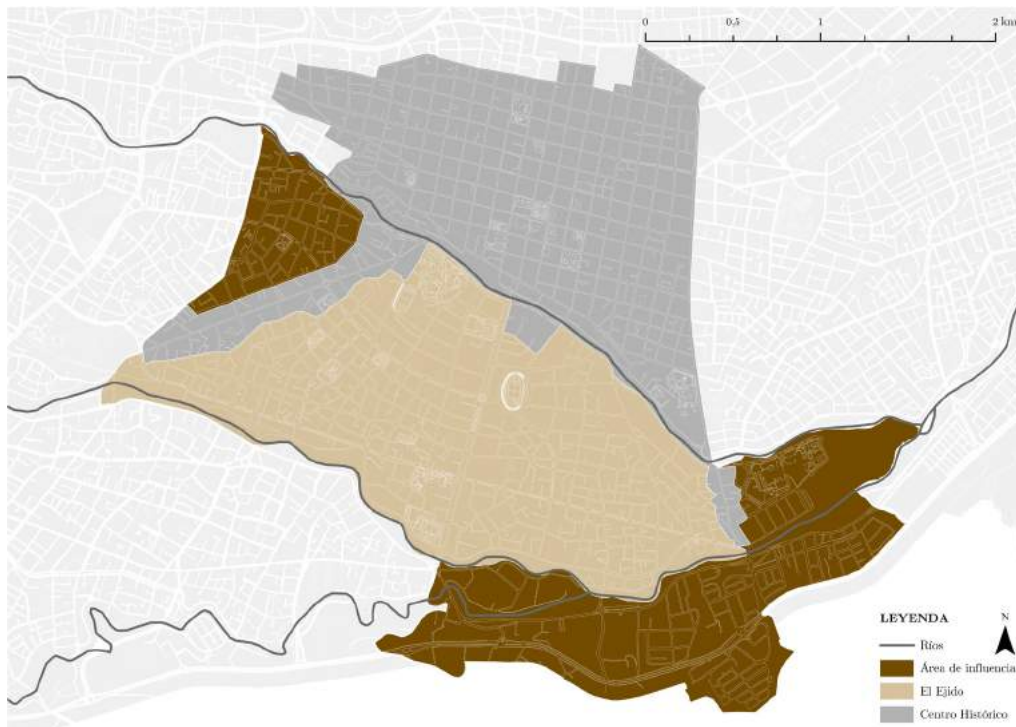 0 0.5 1 2 km
LEYENDA
N
Ríos
Área de influencia
El Ejido
Centro Histórico